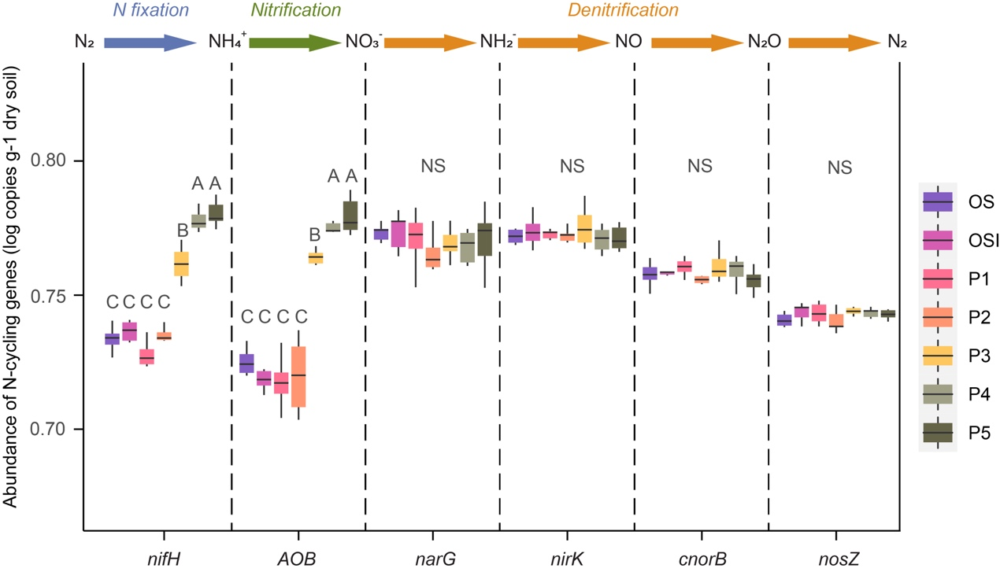 N fixation Nitrification Denitrification
N₂ NH₄⁺ NO₃⁻ NH₂⁻ NO N₂O N₂
Abundance of N-cycling genes (log copies g-1 dry soil)
0.80
0.75
0.70
C C C C B A A
C C C C B A A
NS
NS
NS
NS
nifH AOB narG nirK cnorB nosZ
OS
OSI
P1
P2
P3
P4
P5